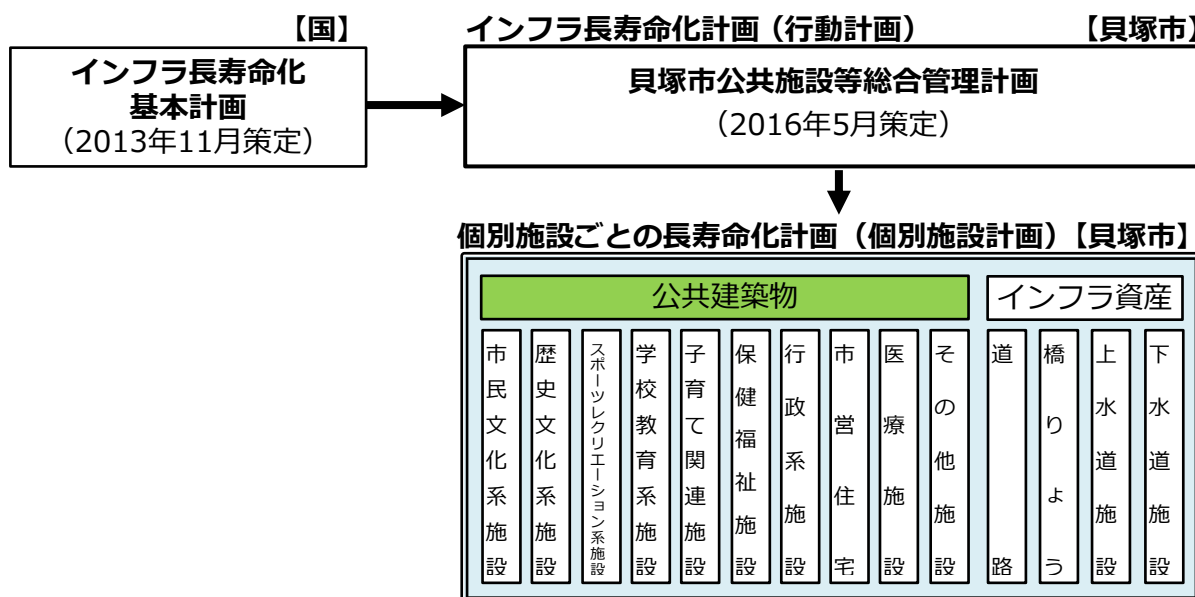 【国】
インフラ長寿命化
基本計画
（2013年11月策定）
インフラ長寿命化計画（行動計画）
【貝塚市】
貝塚市公共施設等総合管理計画
（2016年5月策定）
個別施設ごとの長寿命化計画（個別施設計画）【貝塚市】
公共建築物
インフラ資産
市民文化系施設
歴史文化系施設
スポーツレクリエーション系施設
学校教育系施設
子育て関連施設
保健福祉施設
行政系施設
市営住宅
医療施設
その他施設
道路
橋りょう
上水道施設
下水道施設